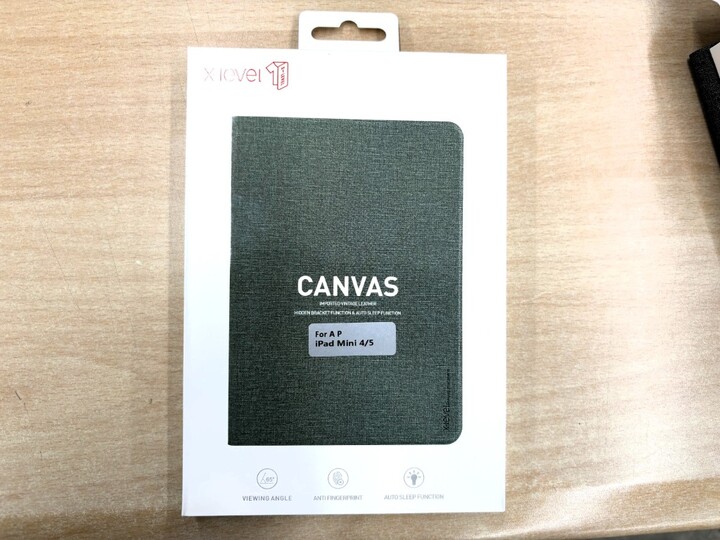 X level
CANVAS
IMPORTED VINTAGE LEATHER
HIDDEN BRACKET FUNCTION & AUTO SLEEP FUNCTION
For A P
iPad Mini 4/5
VIEWING ANGLE
ANTI FINGERPRINT
AUTO SLEEP FUNCTION